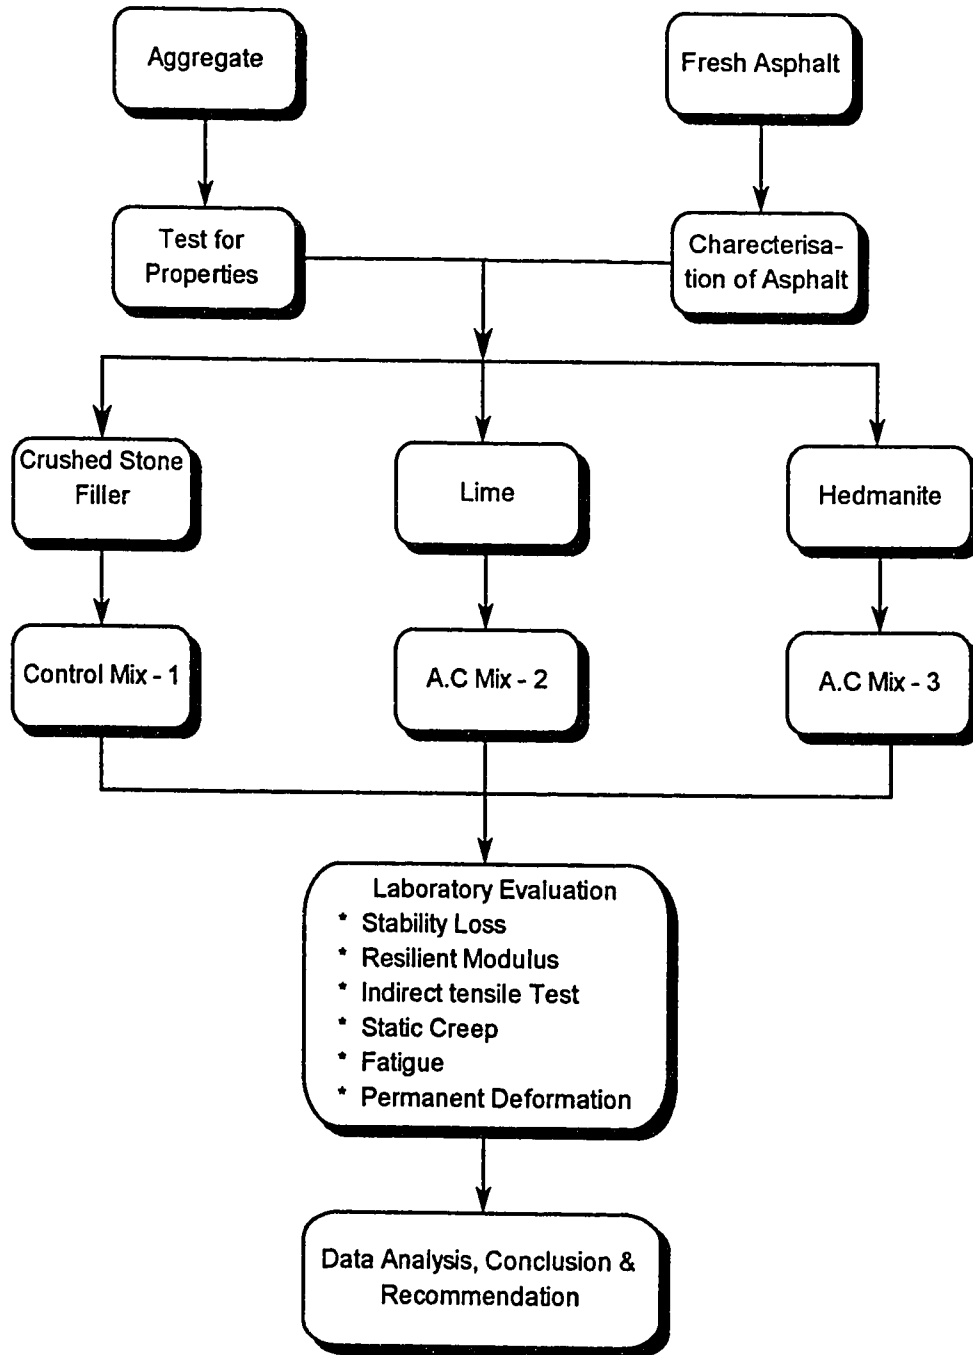 Aggregate
Fresh Asphalt
Test for
Properties
Charecterisa-
tion of Asphalt
Crushed Stone
Filler
Lime
Hedmanite
Control Mix - 1
A.C Mix - 2
A.C Mix - 3
Laboratory Evaluation
* Stability Loss
* Resilient Modulus
* Indirect tensile Test
* Static Creep
* Fatigue
* Permanent Deformation
Data Analysis, Conclusion &
Recommendation